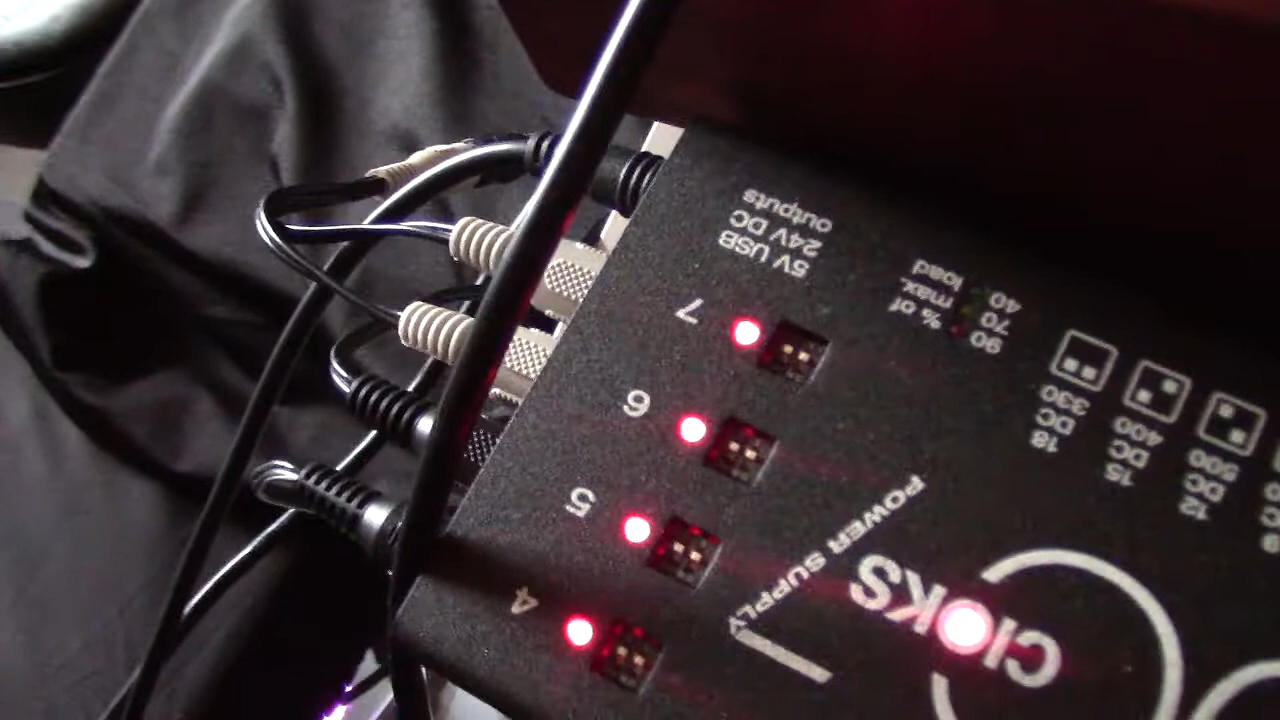 5V USB
24V DC
outputs
7
6
5
4
% of
max.
load
90
70
40
18
DC
330
15
DC
400
12
DC
500
9
POWER SUPPLY
CIOKS